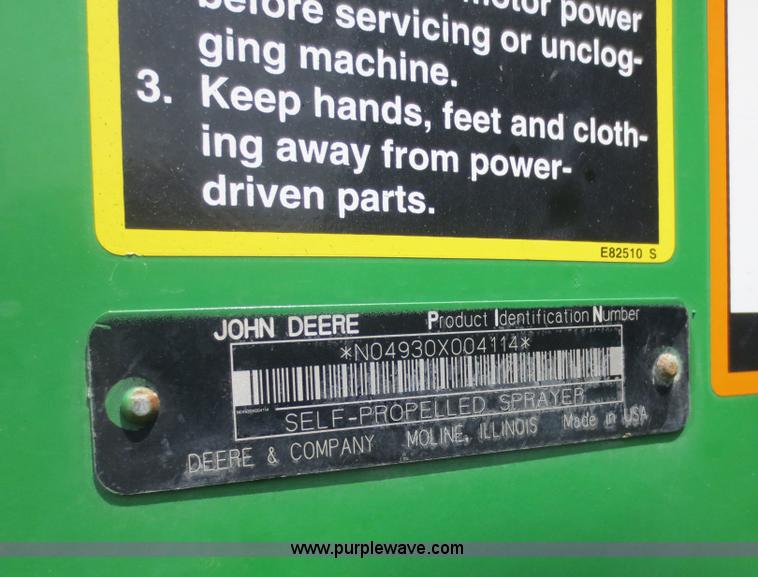 motor power
before servicing or unclog-
ging machine.
3. Keep hands, feet and cloth-
ing away from power-
driven parts.
E82510 S
JOHN DEERE Product Identification Number
*N04930X004114*
SELF-PROPELLED SPRAYER
DEERE & COMPANY MOLINE, ILLINOIS Made in USA
www.purplewave.com